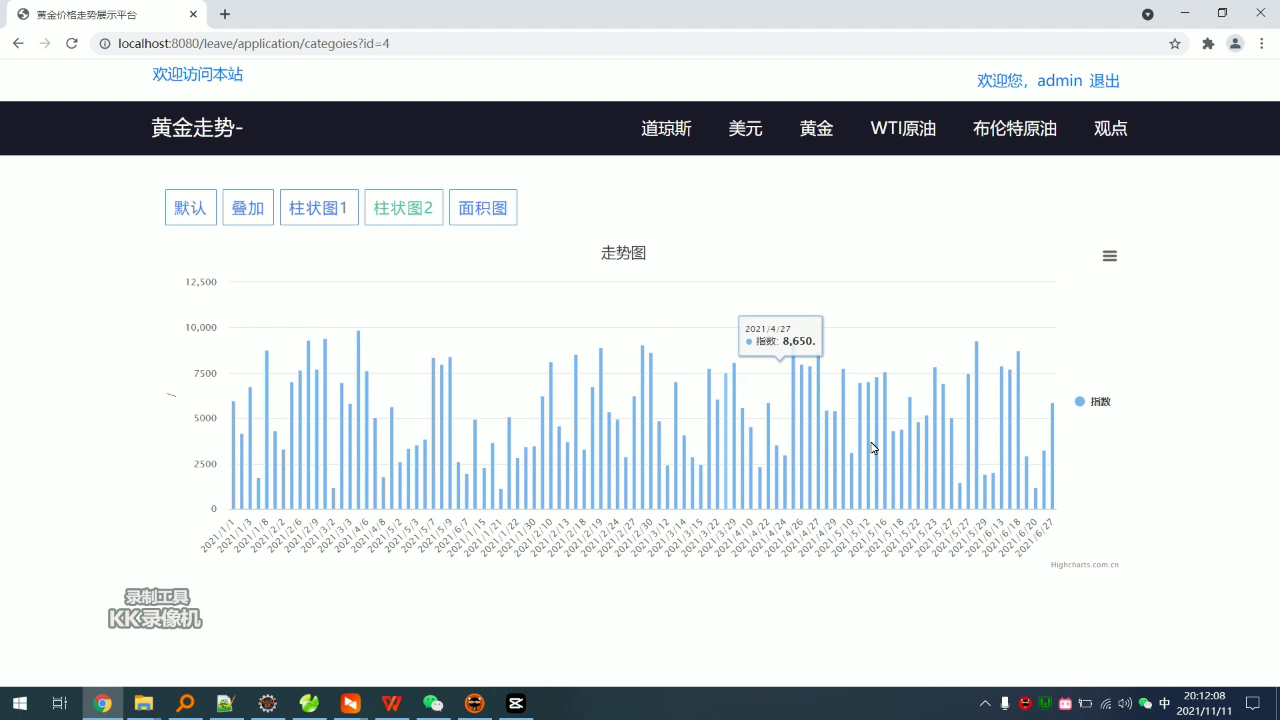 黄金价格走势展示平台
localhost:8080/leave/application/categoies?id=4
欢迎访问本站
欢迎您，admin 退出
黄金走势-
道琼斯 美元 黄金 WTI原油 布伦特原油 观点
默认 叠加 柱状图1 柱状图2 面积图
走势图
12,500
10,000
7500
5000
2500
0
/
2021/4/27
指数: 8,650.
指数
2021/1/1 2021/1/3 2021/1/8 2021/2/2 2021/2/6 2021/2/9 2021/3/2 2021/3/3 2021/4/6 2021/4/8 2021/5/2 2021/5/3 2021/5/7 2021/5/9 2021/6/7 2021/1/15 2021/1/21 2021/1/22 2021/1/30 2021/2/10 2021/2/13 2021/2/18 2021/2/19 2021/2/24 2021/2/27 2021/2/30 2021/3/12 2021/3/14 2021/3/15 2021/3/22 2021/3/29 2021/4/10 2021/4/22 2021/4/24 2021/4/26 2021/4/27 2021/4/29 2021/5/10 2021/5/12 2021/5/16 2021/5/18 2021/5/22 2021/5/23 2021/5/27 2021/5/27 2021/5/29 2021/6/13 2021/6/18 2021/6/20 2021/6/27
Highcharts.com.cn
录制工具
KK录像机
中
20:12:08
2021/11/11